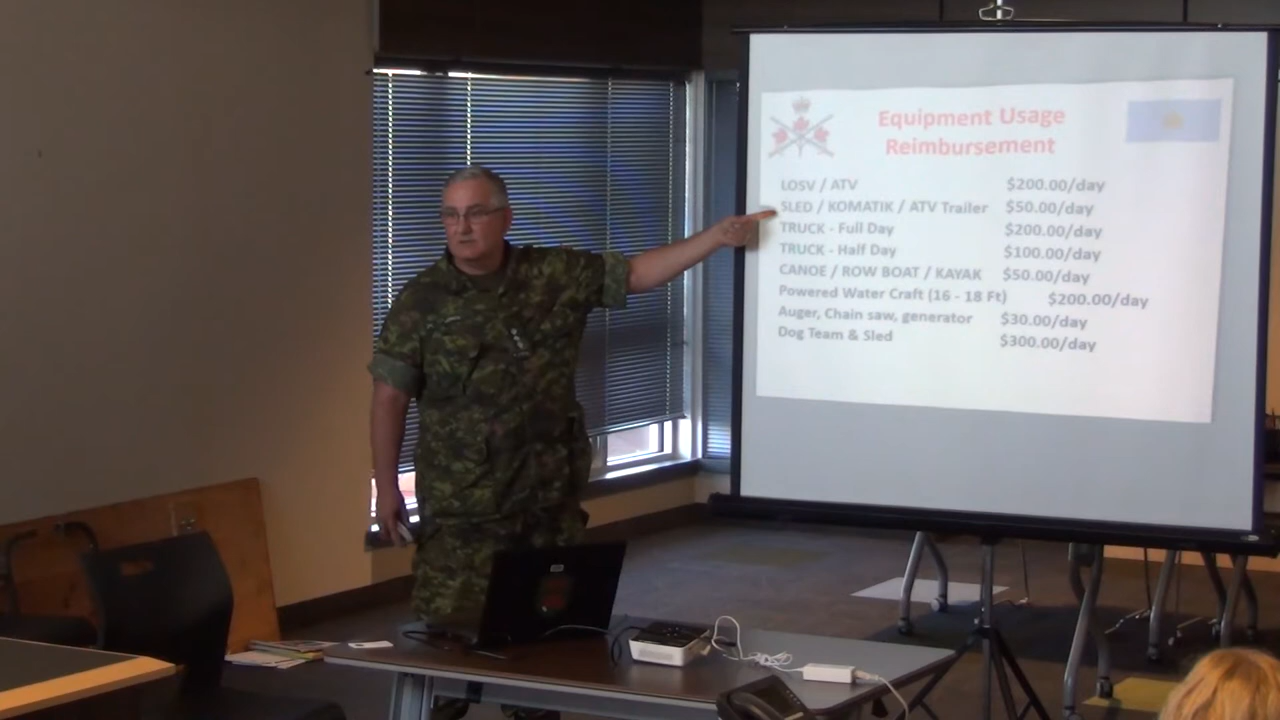 Equipment Usage
Reimbursement
LOSV / ATV $200.00/day
SLED / KOMATIK / ATV Trailer $50.00/day
TRUCK - Full Day $200.00/day
TRUCK - Half Day $100.00/day
CANOE / ROW BOAT / KAYAK $50.00/day
Powered Water Craft (16 - 18 Ft) $200.00/day
Auger, Chain saw, generator $30.00/day
Dog Team & Sled $300.00/day